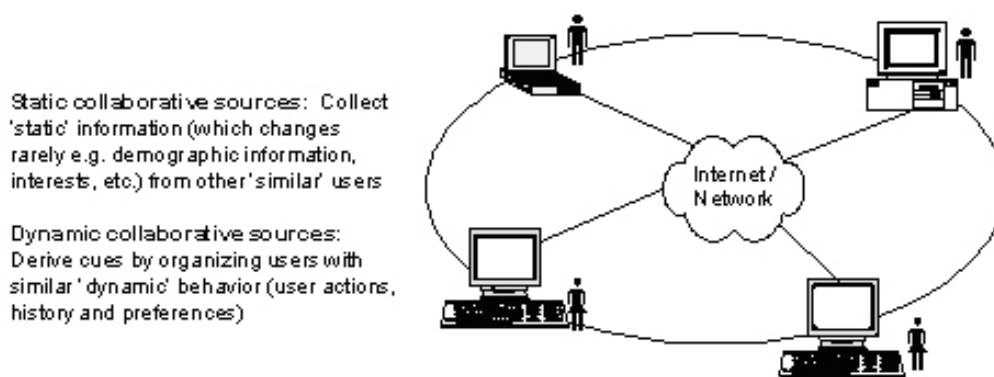 Static collaborative sources: Collect
'static' information (which changes
rarely e.g. demographic information,
interests, etc.) from other 'similar' users
Dynamic collaborative sources:
Derive cues by organizing users with
similar 'dynamic' behavior (user actions,
history and preferences)
Internet /
Network